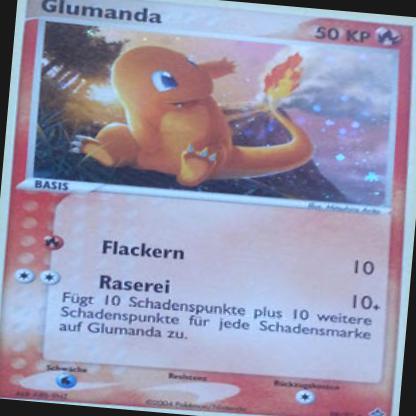 Glumanda
50 KP
BASIS
Flackern 10
Raserei 10+
Fügt 10 Schadenspunkte plus 10 weitere
Schadenspunkte für jede Schadensmarke
auf Glumanda zu.
Schwäche Resistenz Rückzugskosten
©2004 Pokémon/Nintendo